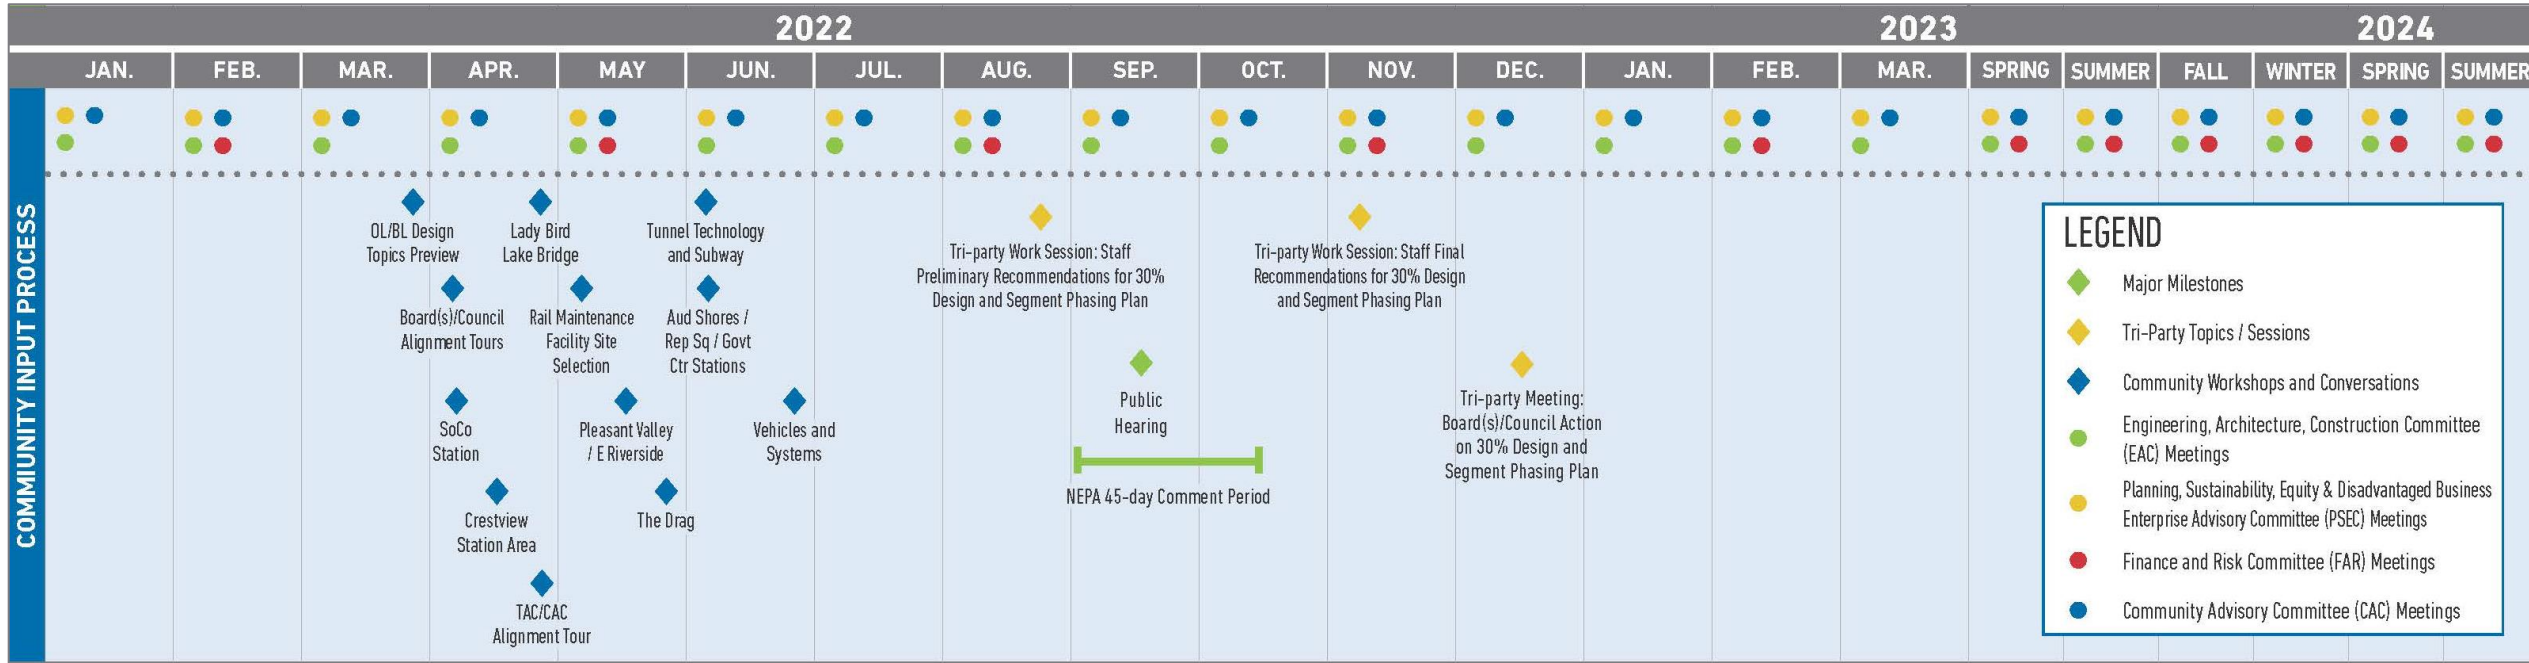 2022
2023
2024
JAN.
FEB.
MAR.
APR.
MAY
JUN.
JUL.
AUG.
SEP.
OCT.
NOV.
DEC.
JAN.
FEB.
MAR.
SPRING
SUMMER
FALL
WINTER
SPRING
SUMMER
COMMIUNITY INPUT PROCESS
OL/BL Design
Topics Preview
Lady Bird
Lake Bridge
Tunnel Technology
and Subway
Tri-party Work Session: Staff
Preliminary Recommendations for 30%
Design and Segment Phasing Plan
Tri-party Work Session: Staff Final
Recommendations for 30% Design
and Segment Phasing Plan
Board(s)/Council
Alignment Tours
Rail Maintenance
Facility Site
Selection
Aud Shores /
Rep Sq / Govt
Ctr Stations
Public
Hearing
Tri-party Meeting:
Board(s)/Council Action
on 30% Design and
Segment Phasing Plan
SoCo
Station
Pleasant Valley
/ E Riverside
Vehicles and
Systems
NEPA 45-day Comment Period
Crestview
Station Area
The Drag
TAC/CAC
Alignment Tour
LEGEND
Major Milestones
Tri-Party Topics / Sessions
Community Workshops and Conversations
Engineering, Architecture, Construction Committee
(EAC) Meetings
Planning, Sustainability, Equity & Disadvantaged Business
Enterprise Advisory Committee (PSEC) Meetings
Finance and Risk Committee (FAR) Meetings
Community Advisory Committee (CAC) Meetings